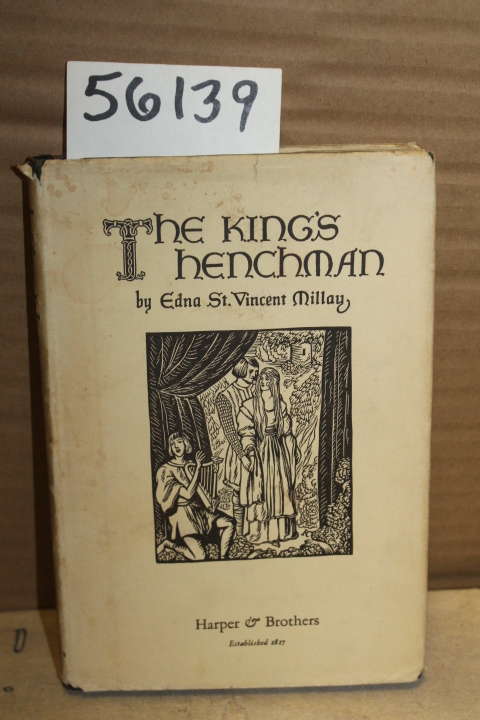 56139
The King's
Henchman
by Edna St. Vincent Millay
Harper & Brothers
Established 1817
D